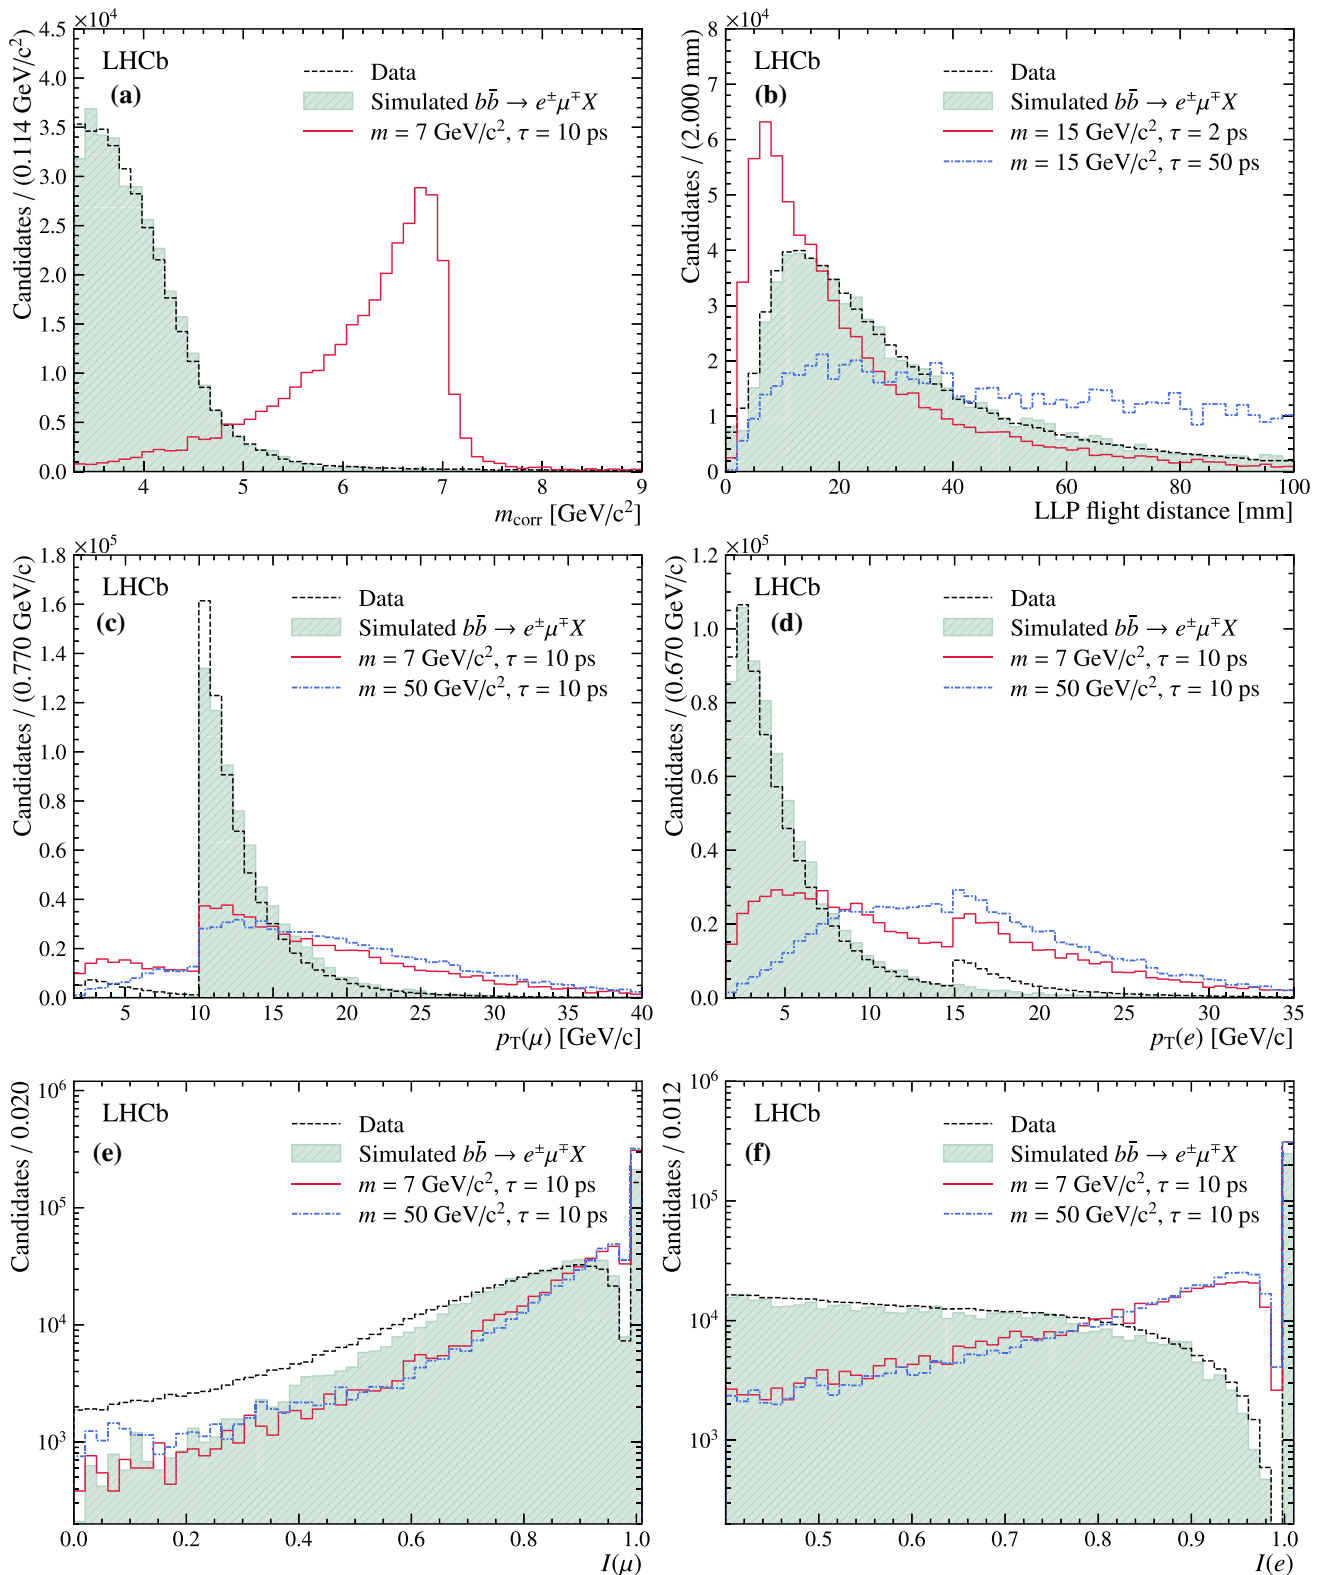 ×10⁴
LHCb
(a)
Data
Simulated bb̄ → e±μ∓X
m = 7 GeV/c², τ = 10 ps
Candidates / (0.114 GeV/c²)
4.5
4.0
3.5
3.0
2.5
2.0
1.5
1.0
0.5
0.0
4 5 6 7 8 9
m_corr [GeV/c²]
×10⁴
LHCb
(b)
Data
Simulated bb̄ → e±μ∓X
m = 15 GeV/c², τ = 2 ps
m = 15 GeV/c², τ = 50 ps
Candidates / (2.000 mm)
8
7
6
5
4
3
2
1
0
0 20 40 60 80 100
LLP flight distance [mm]
×10⁵
LHCb
(c)
Data
Simulated bb̄ → e±μ∓X
m = 7 GeV/c², τ = 10 ps
m = 50 GeV/c², τ = 10 ps
Candidates / (0.770 GeV/c)
1.8
1.6
1.4
1.2
1.0
0.8
0.6
0.4
0.2
0.0
5 10 15 20 25 30 35 40
p_T(μ) [GeV/c]
×10⁵
LHCb
(d)
Data
Simulated bb̄ → e±μ∓X
m = 7 GeV/c², τ = 10 ps
m = 50 GeV/c², τ = 10 ps
Candidates / (0.670 GeV/c)
1.2
1.0
0.8
0.6
0.4
0.2
0.0
5 10 15 20 25 30 35
p_T(e) [GeV/c]
LHCb
(e)
Data
Simulated bb̄ → e±μ∓X
m = 7 GeV/c², τ = 10 ps
m = 50 GeV/c², τ = 10 ps
Candidates / 0.020
10⁶
10⁵
10⁴
10³
0.0 0.2 0.4 0.6 0.8 1.0
I(μ)
LHCb
(f)
Data
Simulated bb̄ → e±μ∓X
m = 7 GeV/c², τ = 10 ps
m = 50 GeV/c², τ = 10 ps
Candidates / 0.012
10⁶
10⁵
10⁴
10³
0.5 0.6 0.7 0.8 0.9 1.0
I(e)